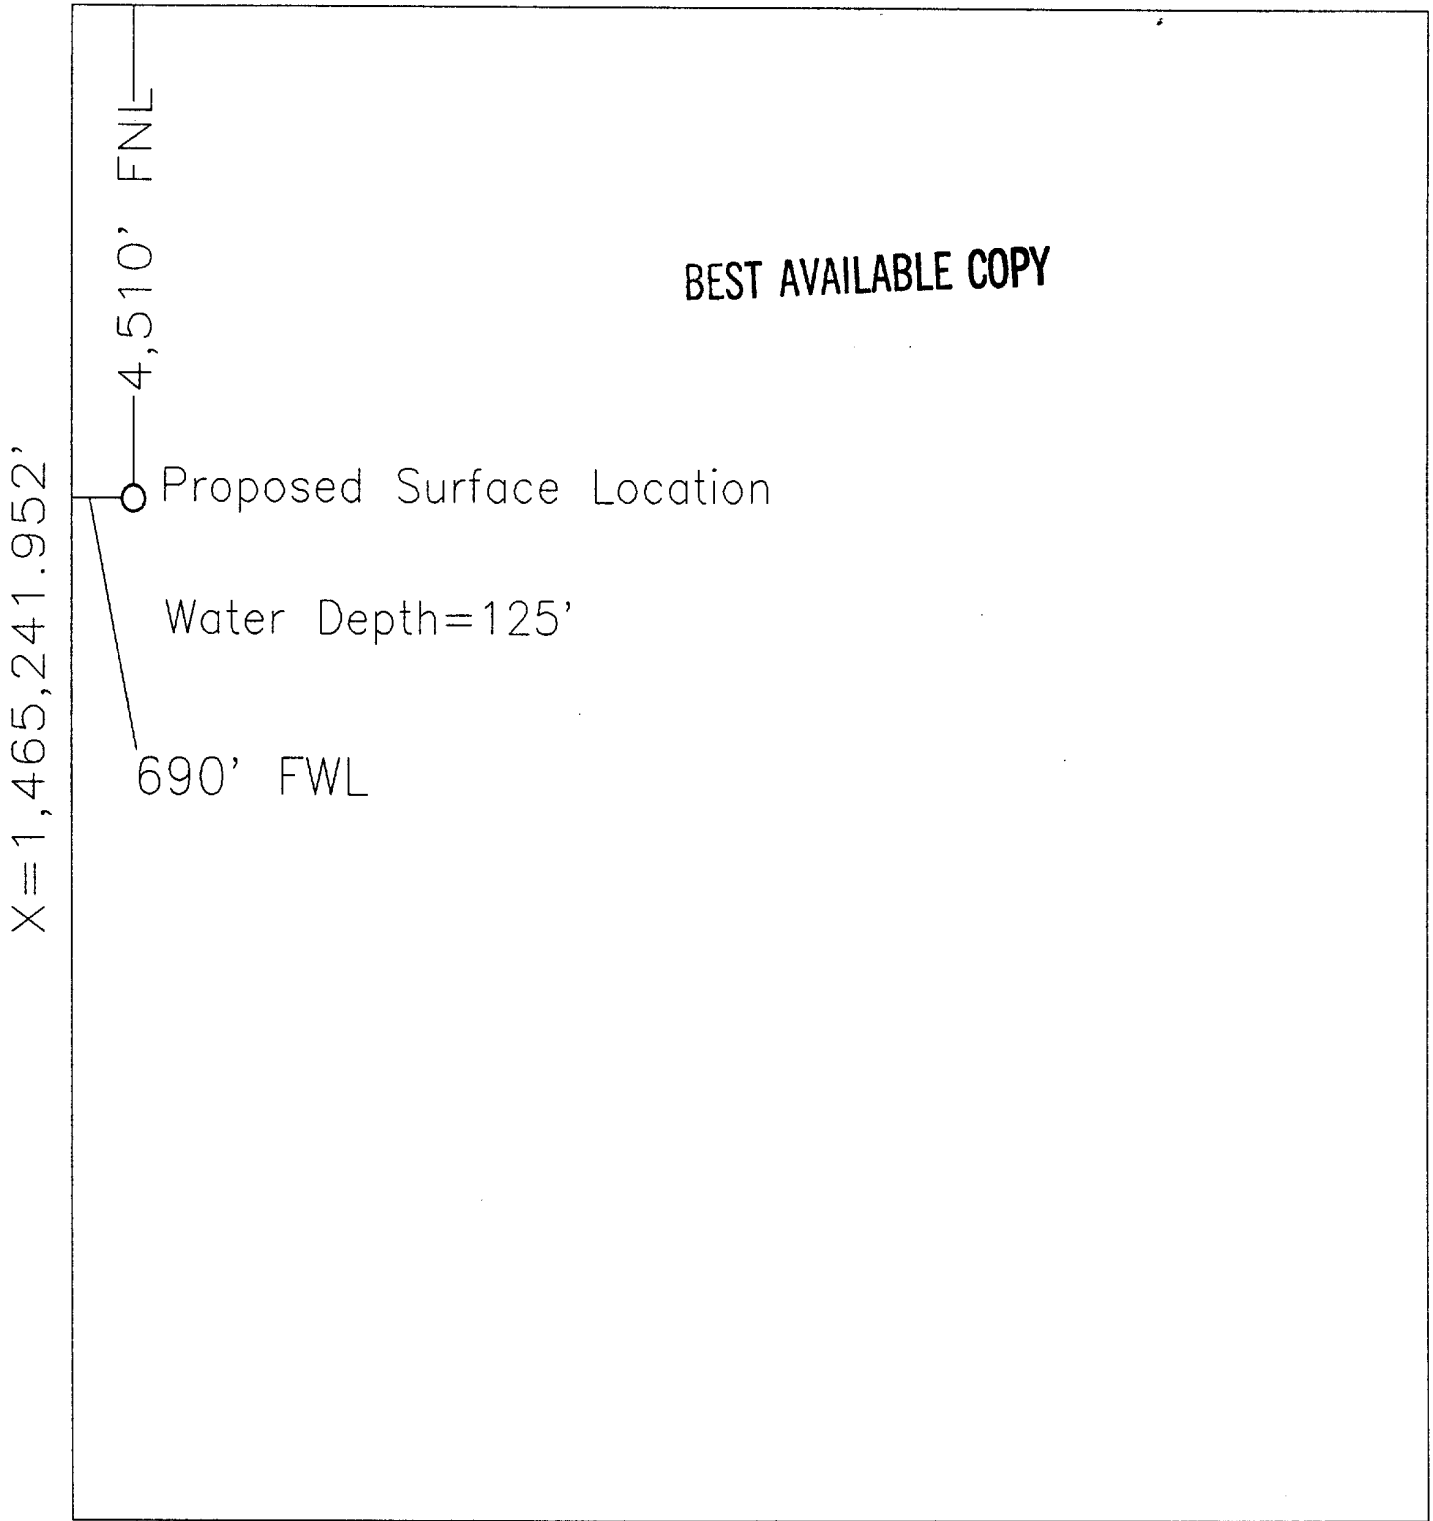 4,510' FNL
BEST AVAILABLE COPY
X=1,465,241.952'
Proposed Surface Location
Water Depth=125'
690' FWL